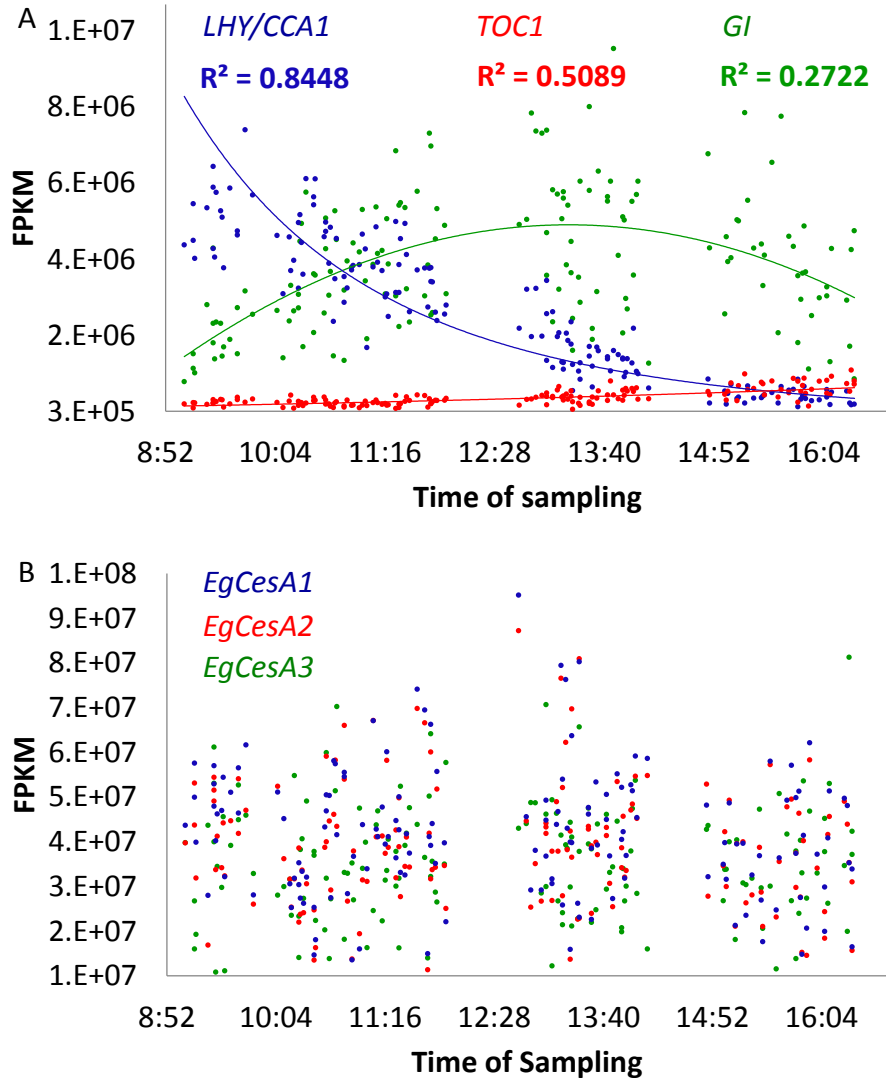 A
LHY/CCA1 TOC1 GI
R² = 0.8448 R² = 0.5089 R² = 0.2722
1.E+07
8.E+06
6.E+06
4.E+06
2.E+06
3.E+05
FPKM
8:52 10:04 11:16 12:28 13:40 14:52 16:04
Time of sampling
B
EgCesA1
EgCesA2
EgCesA3
1.E+08
9.E+07
8.E+07
7.E+07
6.E+07
5.E+07
4.E+07
3.E+07
2.E+07
1.E+07
FPKM
8:52 10:04 11:16 12:28 13:40 14:52 16:04
Time of Sampling